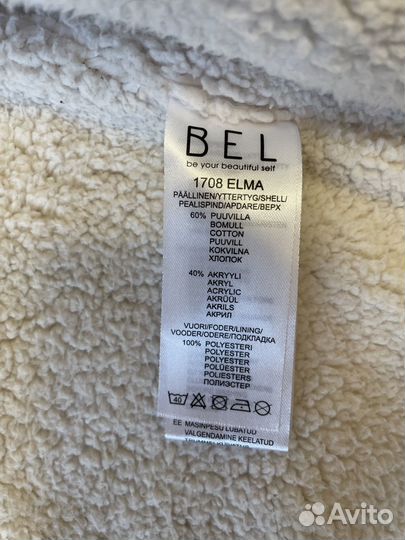 BEL
be your beautiful self
1708 ELMA
PÄÄLLINEN/YTTERTYG/SHELL/
PEALISPIND/APDARE/ВЕРХ
60% PUUVILLA
BOMULL
COTTON
PUUVILL
KOKVILNA
ХЛОПОК
40% AKRYYLI
AKRYL
ACRYLIC
AKRÜÜL
AKRILS
АКРИЛ
VUORI/FODER/LINING/
VOODER/ODERE/ПОДКЛАДКА
100% POLYESTERI
POLYESTER
POLYESTER
POLÜESTER
POLIESTERS
ПОЛИЭСТЕР
40
EE MASINPESU LUBATUD
VALGENDAMINE KEELATUD
Avito